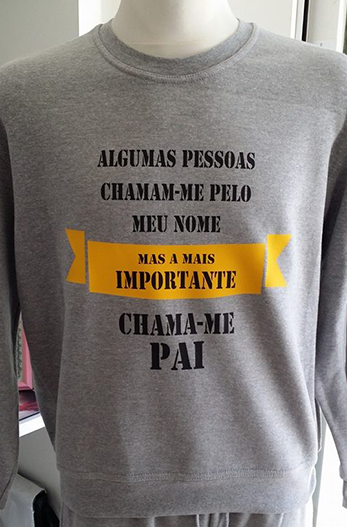 ALGUMAS PESSOAS
CHAMAM-ME PELO
MEU NOME
MAS A MAIS
IMPORTANTE
CHAMA-ME
PAI